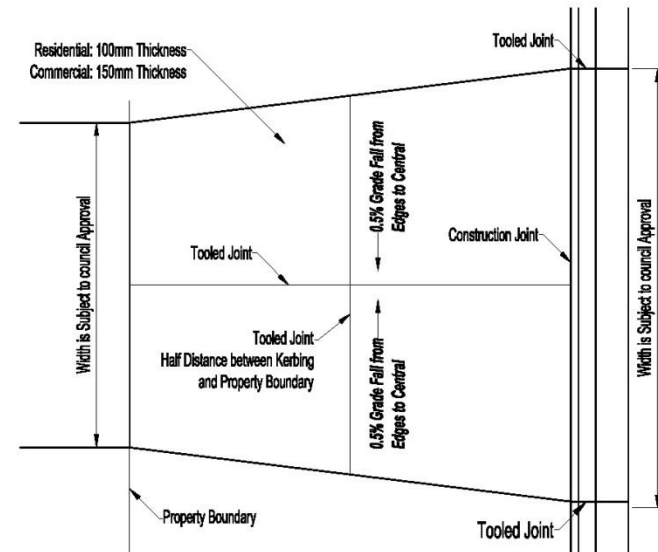 Tooled Joint
Residential: 100mm Thickness
Commercial: 150mm Thickness
0.5% Grade Fall from
Edges to Central
Width is Subject to council Approval
Tooled Joint
Construction Joint
Width is Subject to council Approval
Tooled Joint
Half Distance between Kerbing
and Property Boundary
0.5% Grade Fall from
Edges to Central
Property Boundary
Tooled Joint